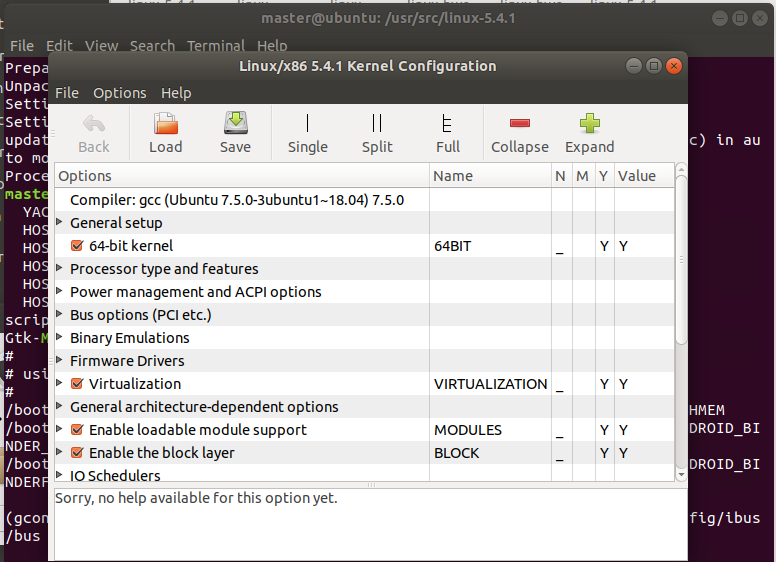 master@ubuntu: /usr/src/linux-5.4.1
File Edit View Search Terminal Help
Linux/x86 5.4.1 Kernel Configuration
File Options Help
Back Load Save Single Split Full Collapse Expand
Options Name N M Y Value
Compiler: gcc (Ubuntu 7.5.0-3ubuntu1~18.04) 7.5.0
General setup
64-bit kernel 64BIT _ Y Y
Processor type and features
Power management and ACPI options
Bus options (PCI etc.)
Binary Emulations
Firmware Drivers
Virtualization VIRTUALIZATION _ Y Y
General architecture-dependent options
Enable loadable module support MODULES _ Y Y
Enable the block layer BLOCK _ Y Y
IO Schedulers
Sorry, no help available for this option yet.
Prepa
Unpac
Setti
Setti
updat c) in au
to mo
Proce
maste
YAC
HOS
HOS
HOS
HOS
HOS
scrip
Gtk-M
#
# usi
#
/boot HMEM
/boot DROID_BI
NDER_
/boot DROID_BI
NDERF
(gcon fig/ibus
/bus